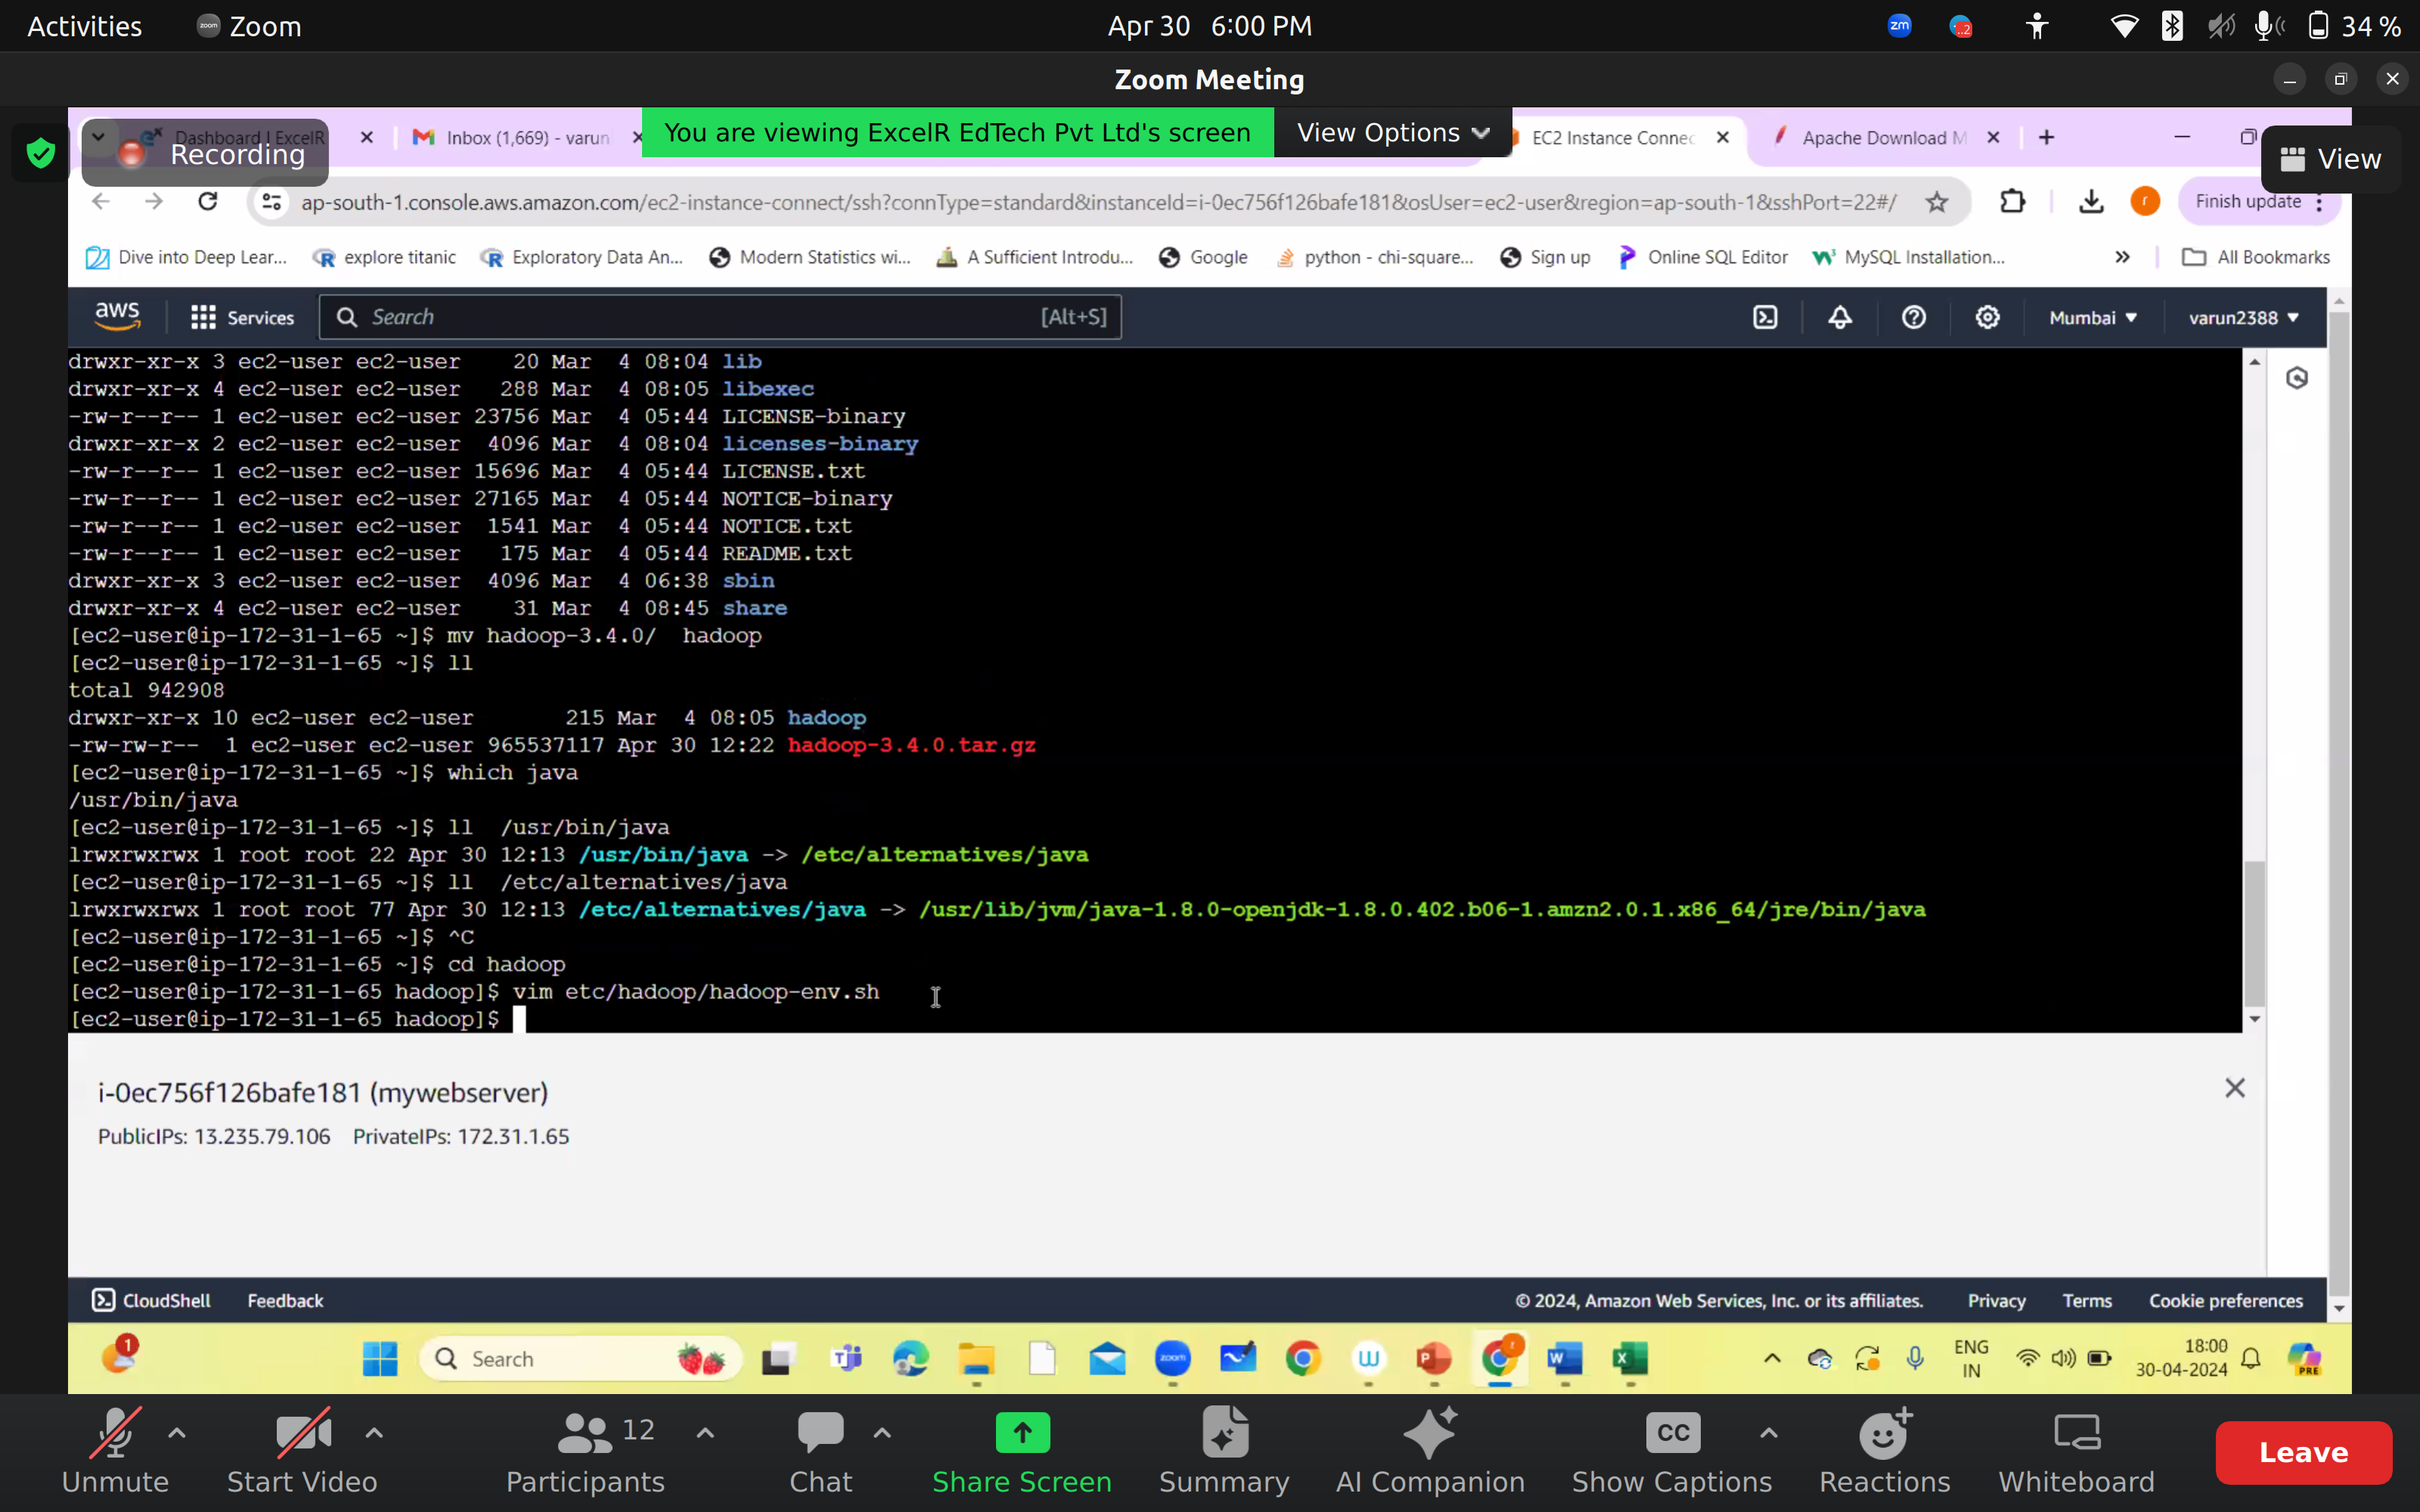 Activities
zoom
Zoom
Apr 30 6:00 PM
zm
2
34 %
Zoom Meeting
Recording
Dashboard | ExcelR
Inbox (1,669) - varun
You are viewing ExcelR EdTech Pvt Ltd's screen
View Options
EC2 Instance Connec
Apache Download M
View
ap-south-1.console.aws.amazon.com/ec2-instance-connect/ssh?connType=standard&instanceId=i-0ec756f126bafe181&osUser=ec2-user&region=ap-south-1&sshPort=22#/
r
Finish update
Dive into Deep Lear...
explore titanic
Exploratory Data An...
Modern Statistics wi...
A Sufficient Introdu...
Google
python - chi-square...
Sign up
Online SQL Editor
MySQL Installation...
»
All Bookmarks
aws
Services
Search
[Alt+S]
Mumbai
varun2388
drwxr-xr-x 3 ec2-user ec2-user    20 Mar  4 08:04 lib
drwxr-xr-x 4 ec2-user ec2-user   288 Mar  4 08:05 libexec
-rw-r--r-- 1 ec2-user ec2-user 23756 Mar  4 05:44 LICENSE-binary
drwxr-xr-x 2 ec2-user ec2-user  4096 Mar  4 08:04 licenses-binary
-rw-r--r-- 1 ec2-user ec2-user 15696 Mar  4 05:44 LICENSE.txt
-rw-r--r-- 1 ec2-user ec2-user 27165 Mar  4 05:44 NOTICE-binary
-rw-r--r-- 1 ec2-user ec2-user  1541 Mar  4 05:44 NOTICE.txt
-rw-r--r-- 1 ec2-user ec2-user   175 Mar  4 05:44 README.txt
drwxr-xr-x 3 ec2-user ec2-user  4096 Mar  4 06:38 sbin
drwxr-xr-x 4 ec2-user ec2-user    31 Mar  4 08:45 share
[ec2-user@ip-172-31-1-65 ~]$ mv hadoop-3.4.0/  hadoop
[ec2-user@ip-172-31-1-65 ~]$ ll
total 942908
drwxr-xr-x 10 ec2-user ec2-user       215 Mar  4 08:05 hadoop
-rw-rw-r--  1 ec2-user ec2-user 965537117 Apr 30 12:22 hadoop-3.4.0.tar.gz
[ec2-user@ip-172-31-1-65 ~]$ which java
/usr/bin/java
[ec2-user@ip-172-31-1-65 ~]$ ll  /usr/bin/java
lrwxrwxrwx 1 root root 22 Apr 30 12:13 /usr/bin/java -> /etc/alternatives/java
[ec2-user@ip-172-31-1-65 ~]$ ll  /etc/alternatives/java
lrwxrwxrwx 1 root root 77 Apr 30 12:13 /etc/alternatives/java -> /usr/lib/jvm/java-1.8.0-openjdk-1.8.0.402.b06-1.amzn2.0.1.x86_64/jre/bin/java
[ec2-user@ip-172-31-1-65 ~]$ ^C
[ec2-user@ip-172-31-1-65 ~]$ cd hadoop
[ec2-user@ip-172-31-1-65 hadoop]$ vim etc/hadoop/hadoop-env.sh
[ec2-user@ip-172-31-1-65 hadoop]$
i-0ec756f126bafe181 (mywebserver)
PublicIPs: 13.235.79.106   PrivateIPs: 172.31.1.65
CloudShell
Feedback
© 2024, Amazon Web Services, Inc. or its affiliates.
Privacy
Terms
Cookie preferences
1
Search
zoom
ENG
IN
18:00
30-04-2024
PRE
12
CC
Unmute
Start Video
Participants
Chat
Share Screen
Summary
AI Companion
Show Captions
Reactions
Whiteboard
Leave